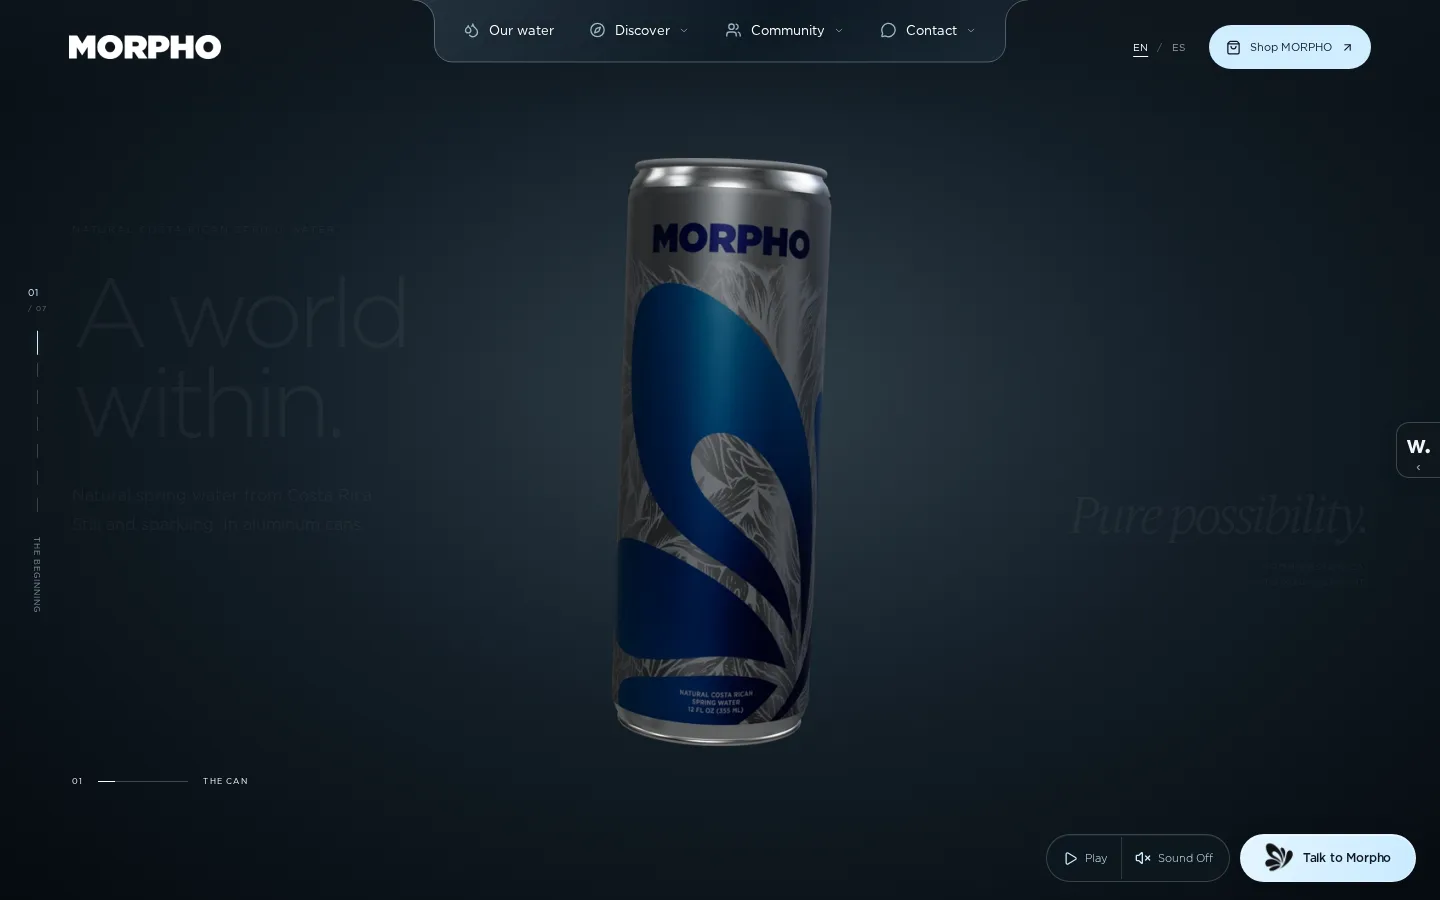 MORPHO
Our water
Discover
Community
Contact
EN / ES
Shop MORPHO
NATURAL COSTA RICAN SPRING WATER
01
/ 07
A world
within.
Natural spring water from Costa Rica
Still and sparkling. In aluminum cans.
THE BEGINNING
MORPHO
NATURAL COSTA RICAN
SPRING WATER
12 FL OZ (355 ML)
W.
Pure possibility.
01
THE CAN
Play
Sound Off
Talk to Morpho